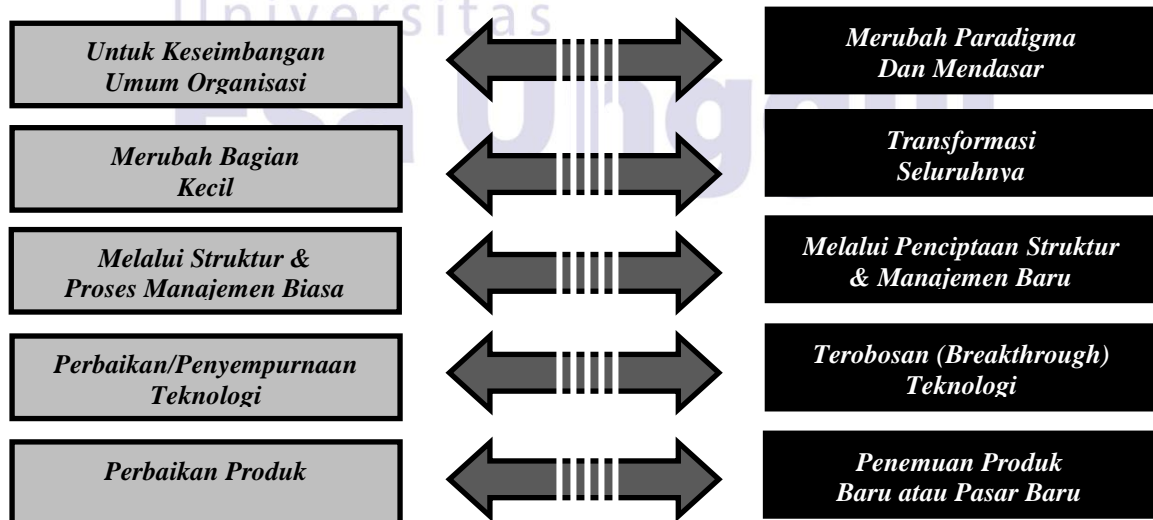 Universitas
Esa Unggul
Untuk Keseimbangan
Umum Organisasi
Merubah Paradigma
Dan Mendasar
Merubah Bagian
Kecil
Transformasi
Seluruhnya
Melalui Struktur &
Proses Manajemen Biasa
Melalui Penciptaan Struktur
& Manajemen Baru
Perbaikan/Penyempurnaan
Teknologi
Terobosan (Breakthrough)
Teknologi
Perbaikan Produk
Penemuan Produk
Baru atau Pasar Baru